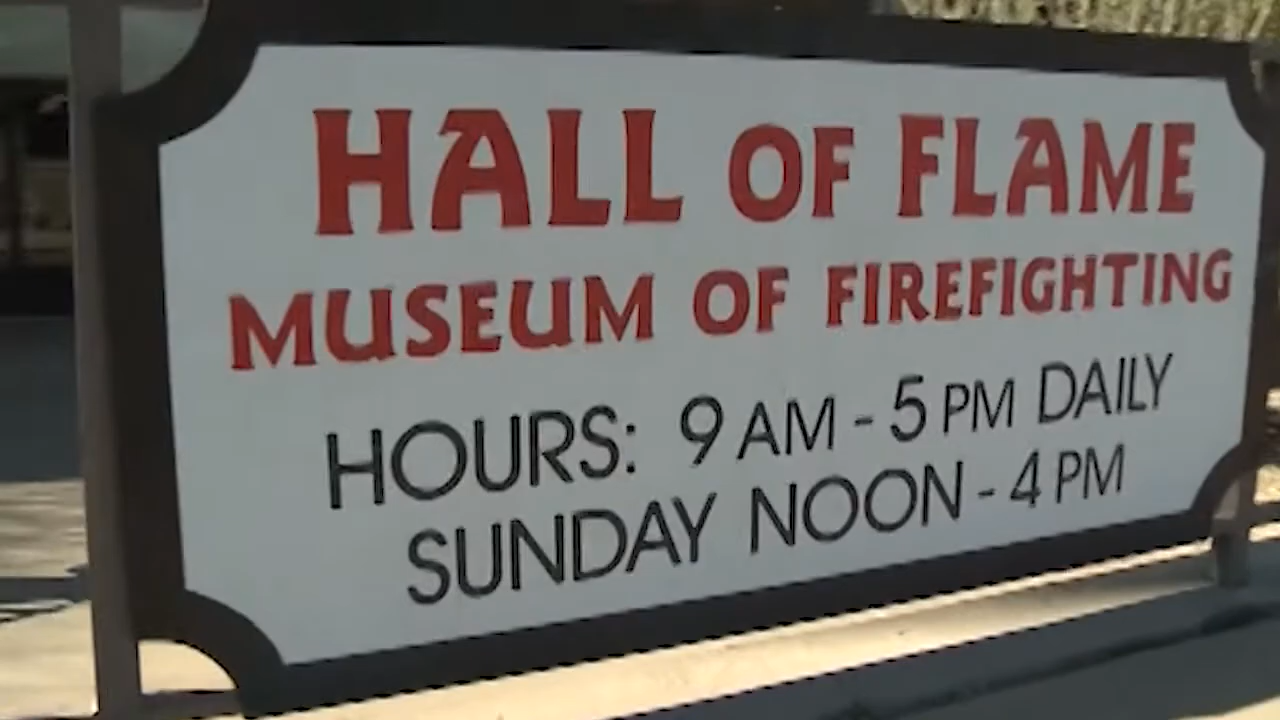 HALL OF FLAME
MUSEUM OF FIREFIGHTING
HOURS: 9 AM - 5 PM DAILY
SUNDAY NOON - 4 PM